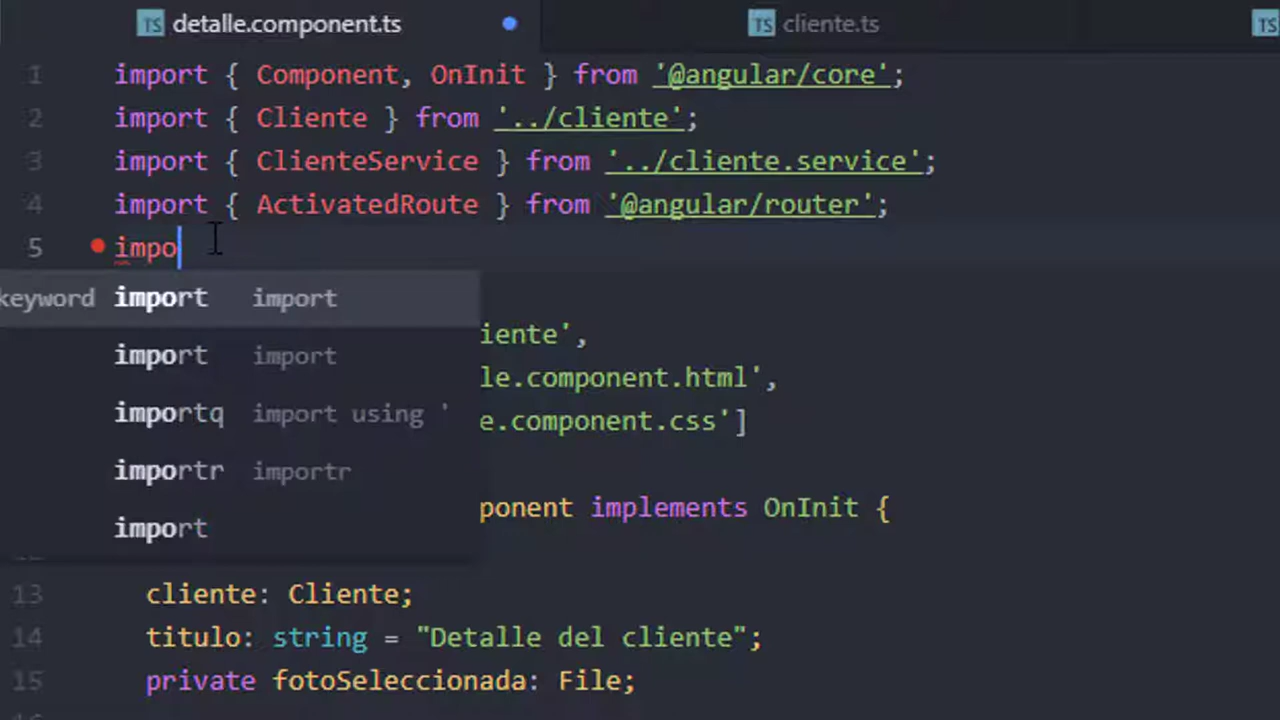 TS detalle.component.ts
TS cliente.ts
TS
1 import { Component, OnInit } from '@angular/core';
2 import { Cliente } from '../cliente';
3 import { ClienteService } from '../cliente.service';
4 import { ActivatedRoute } from '@angular/router';
5 impo
keyword import import
iente',
import import
le.component.html',
importq import using '
e.component.css']
importr importr
ponent implements OnInit {
import
13 cliente: Cliente;
14 titulo: string = "Detalle del cliente";
15 private fotoSeleccionada: File;